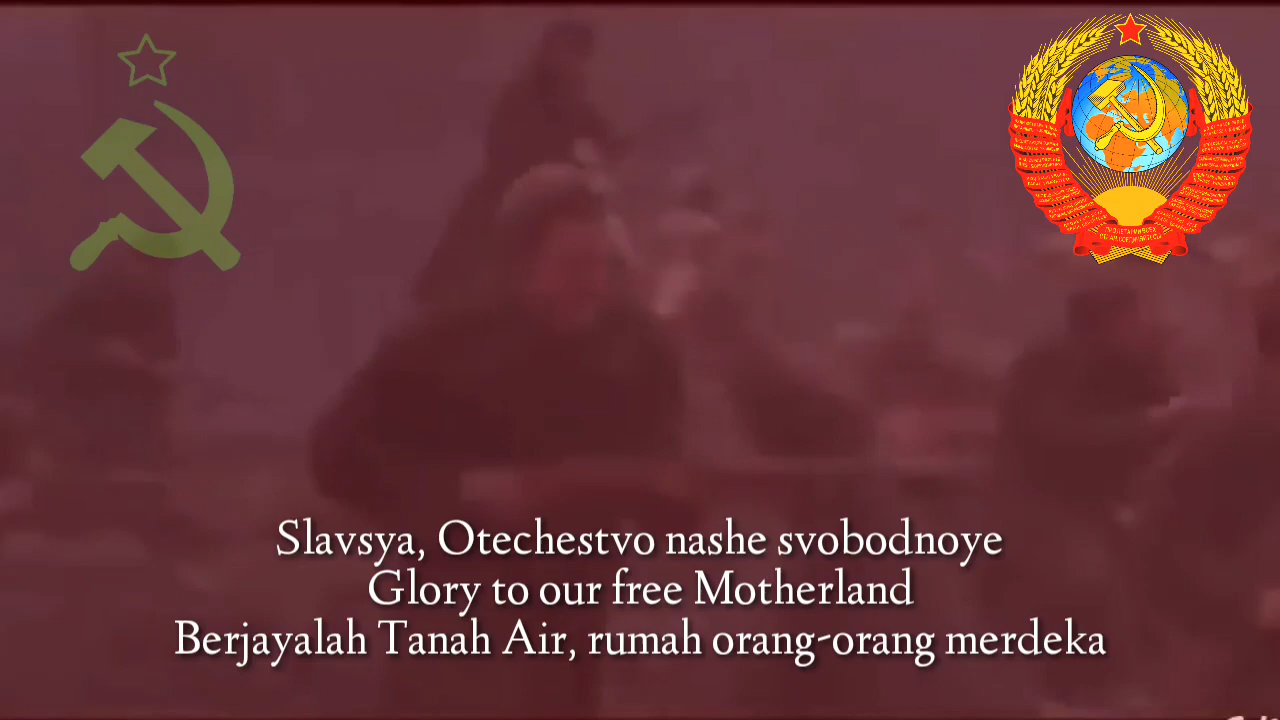 Slavsya, Otechestvo nashe svobodnoye
Glory to our free Motherland
Berjayalah Tanah Air, rumah orang-orang merdeka